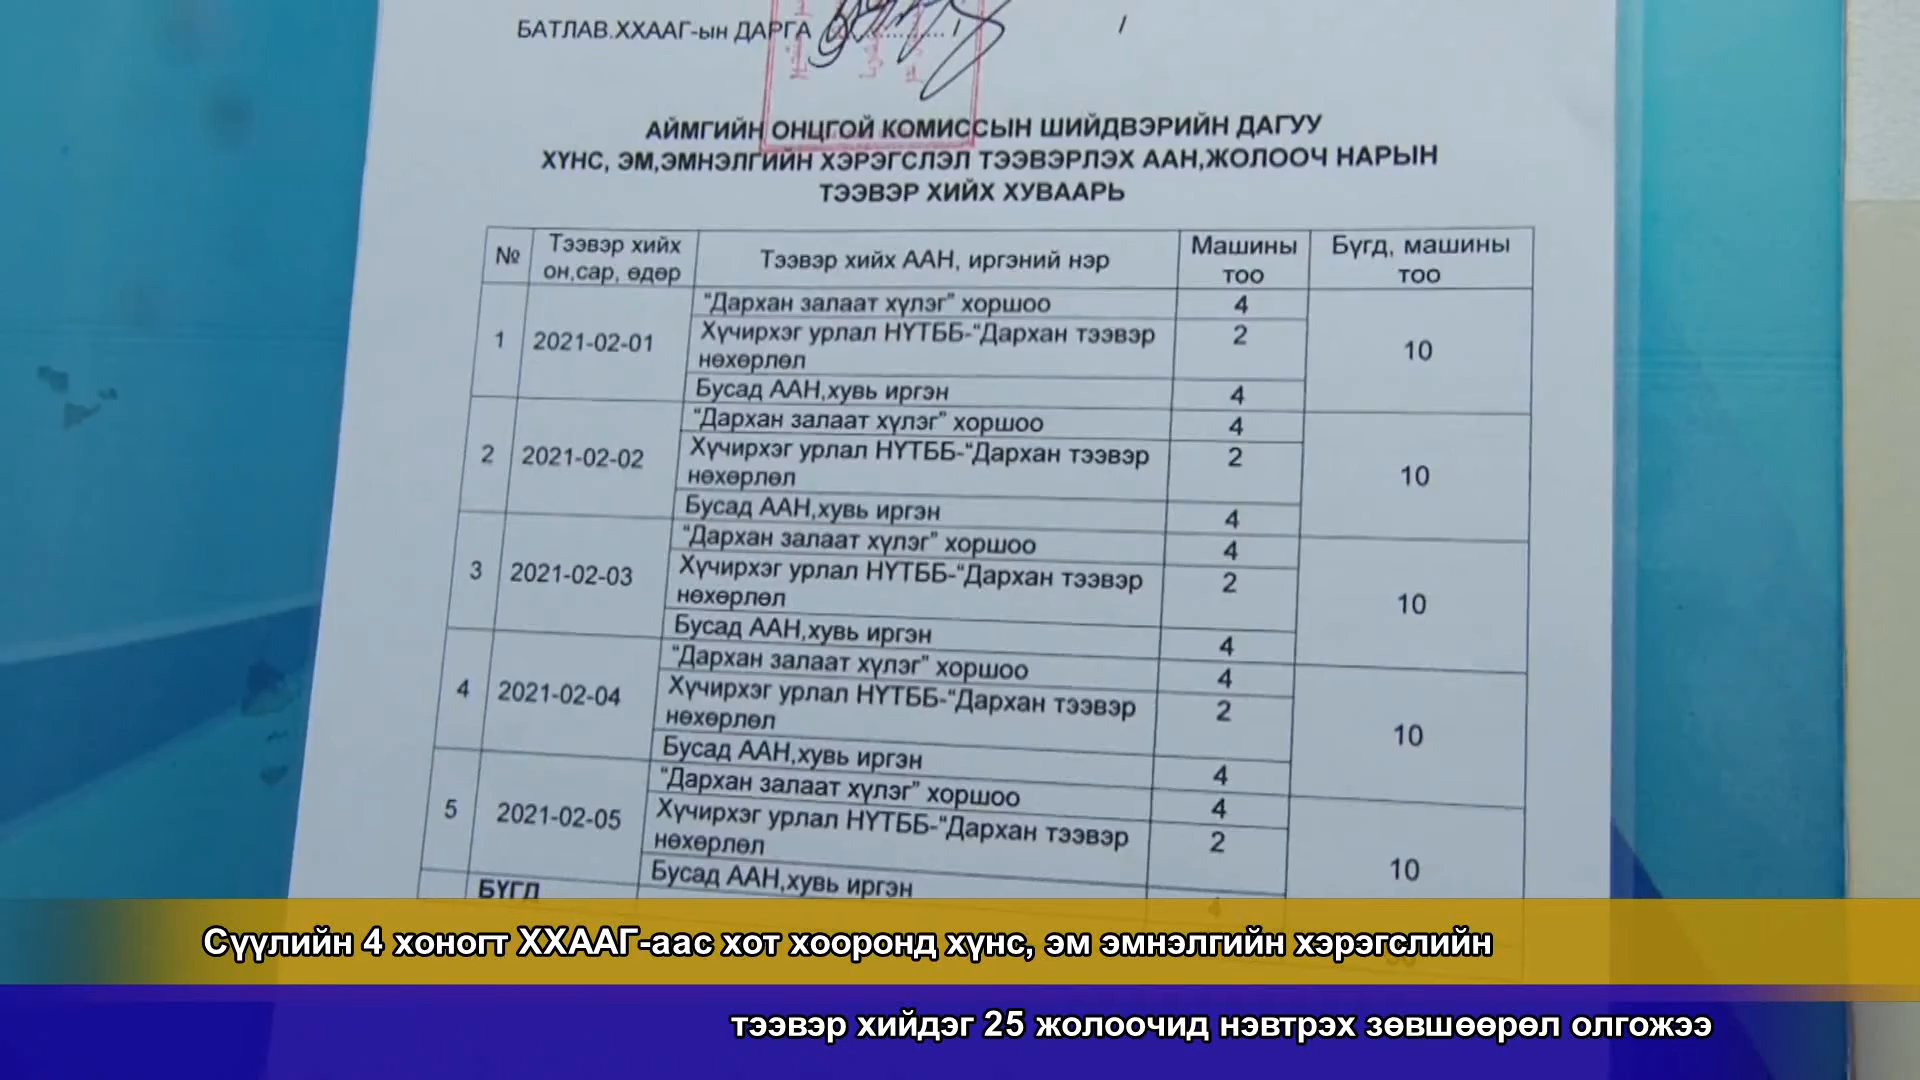 БАТЛАВ.ХХААГ-ын ДАРГА .......... / /
АЙМГИЙН ОНЦГОЙ КОМИССЫН ШИЙДВЭРИЙН ДАГУУ
ХҮНС, ЭМ,ЭМНЭЛГИЙН ХЭРЭГСЛЭЛ ТЭЭВЭРЛЭХ ААН,ЖОЛООЧ НАРЫН
ТЭЭВЭР ХИЙХ ХУВААРЬ
№ Тээвэр хийх он,сар, өдөр Тээвэр хийх ААН, иргэний нэр Машины тоо Бүгд, машины тоо
1 2021-02-01 "Дархан залаат хүлэг" хоршоо 4 10
Хүчирхэг урлал НҮТББ-"Дархан тээвэр 2
нөхөрлөл
Бусад ААН,хувь иргэн 4
2 2021-02-02 "Дархан залаат хүлэг" хоршоо 4 10
Хүчирхэг урлал НҮТББ-"Дархан тээвэр 2
нөхөрлөл
Бусад ААН,хувь иргэн 4
3 2021-02-03 "Дархан залаат хүлэг" хоршоо 4 10
Хүчирхэг урлал НҮТББ-"Дархан тээвэр 2
нөхөрлөл
Бусад ААН,хувь иргэн 4
4 2021-02-04 "Дархан залаат хүлэг" хоршоо 4 10
Хүчирхэг урлал НҮТББ-"Дархан тээвэр 2
нөхөрлөл
Бусад ААН,хувь иргэн 4
5 2021-02-05 "Дархан залаат хүлэг" хоршоо 4 10
Хүчирхэг урлал НҮТББ-"Дархан тээвэр 2
нөхөрлөл
Бусад ААН,хувь иргэн 4
БҮГД
Сүүлийн 4 хоногт ХХААГ-аас хот хооронд хүнс, эм эмнэлгийн хэрэгслийн
тээвэр хийдэг 25 жолоочид нэвтрэх зөвшөөрөл олгожээ